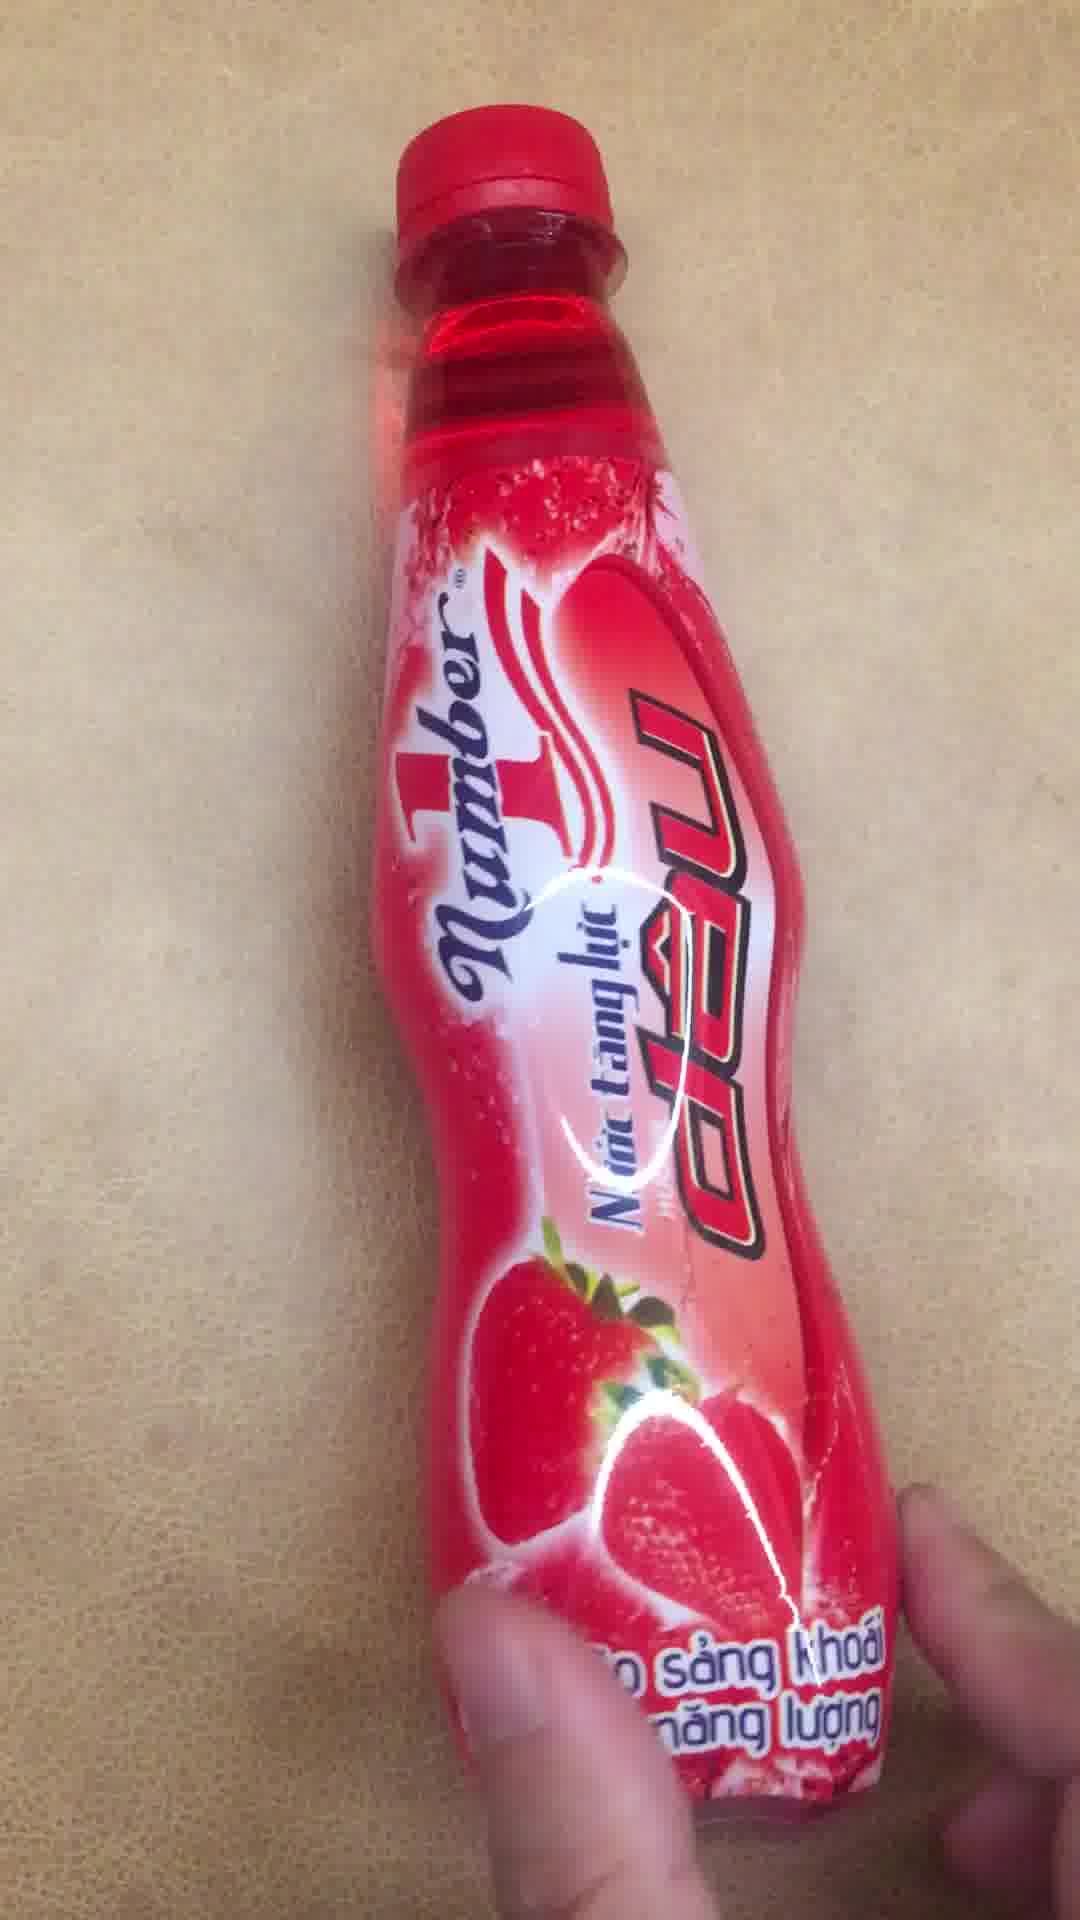 Number
1
®
Nước tăng lực
dâu
sảng khoái
năng lượng